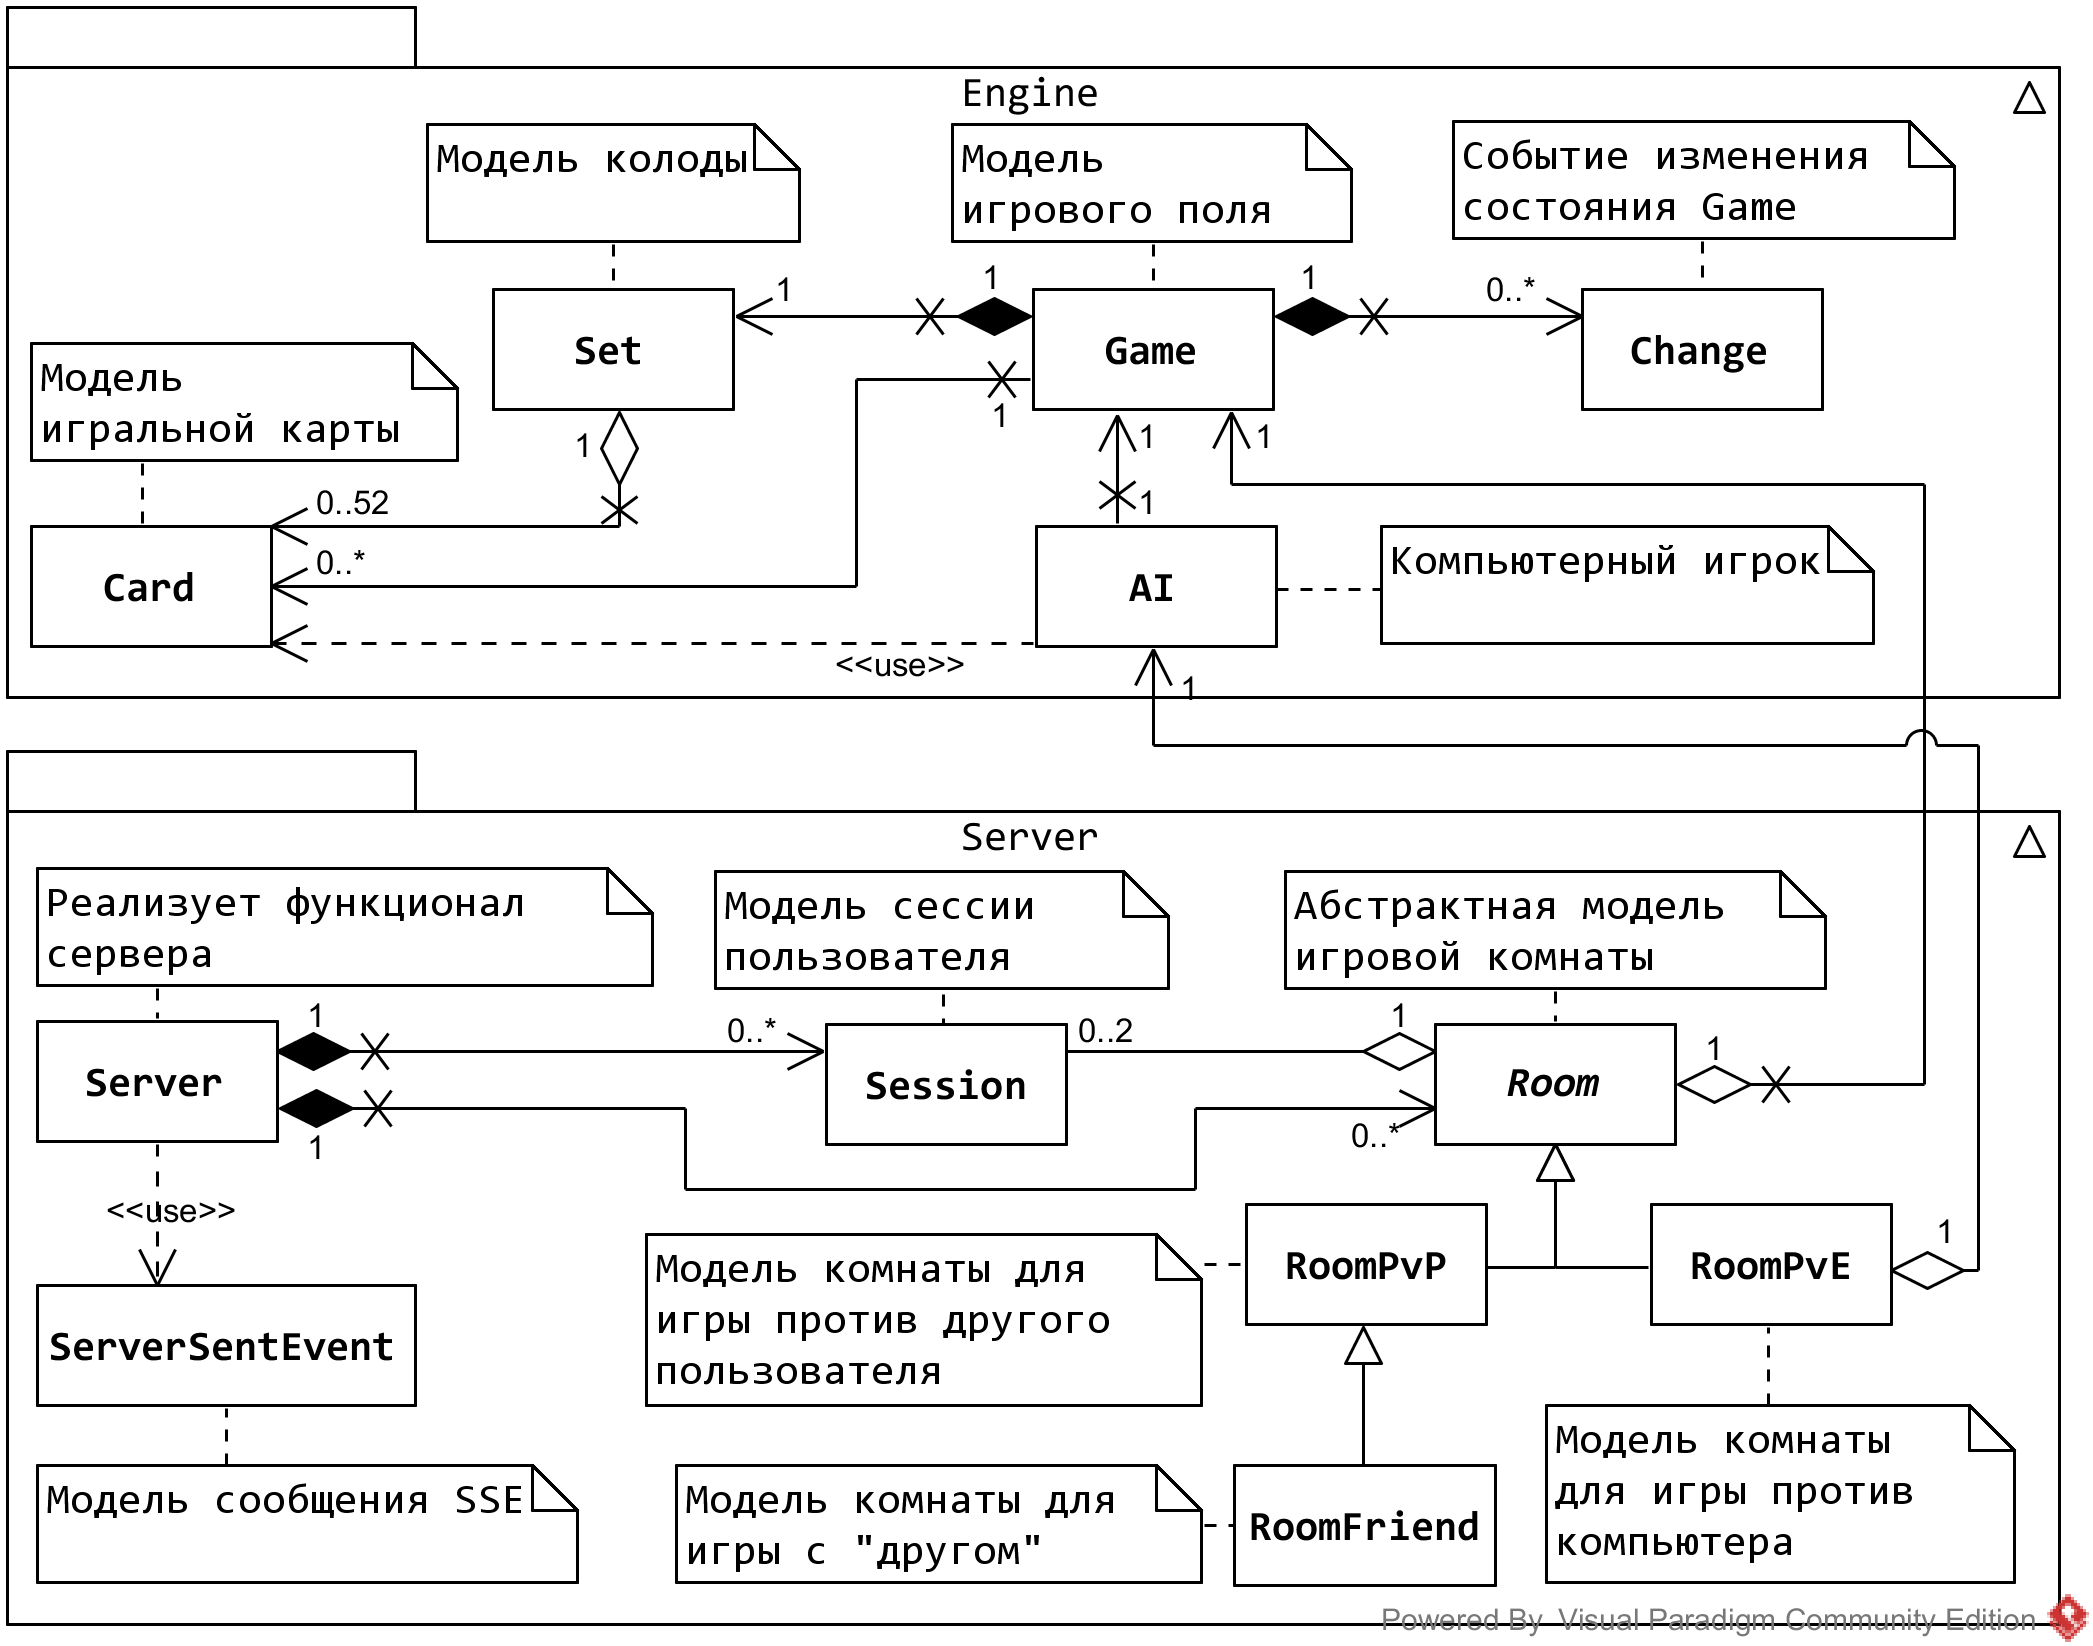 Engine
Модель колоды
Модель
игрового поля
Событие изменения
состояния Game
1
1
1
0..*
Set
Game
Change
Модель
игральной карты
1
1
1
1
0..52
1
0..*
Card
AI
Компьютерный игрок
<<use>>
1
Server
Реализует функционал
сервера
Модель сессии
пользователя
Абстрактная модель
игровой комнаты
1
0..*
0..2
1
1
Server
Session
Room
1
0..*
<<use>>
RoomPvP
RoomPvE
1
Модель комнаты для
игры против другого
пользователя
ServerSentEvent
Модель комнаты
для игры против
компьютера
Модель сообщения SSE
Модель комнаты для
игры с "другом"
RoomFriend
Powered By Visual Paradigm Community Edition